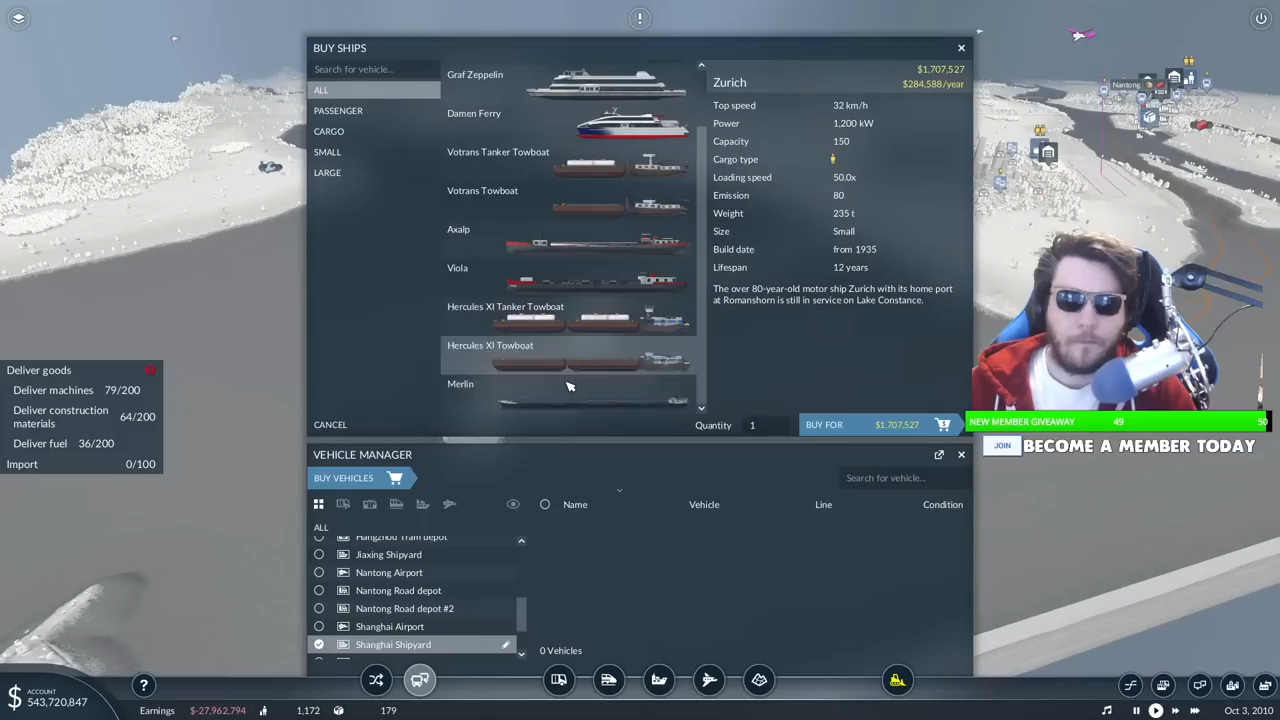 BUY SHIPS
Search for vehicle...
ALL
PASSENGER
CARGO
SMALL
LARGE
Graf Zeppelin
Damen Ferry
Votrans Tanker Towboat
Votrans Towboat
Axalp
Viola
Hercules XI Tanker Towboat
Hercules XI Towboat
Merlin
$1,707,527
Zurich
$284,588/year
Top speed 32 km/h
Power 1,200 kW
Capacity 150
Cargo type
Loading speed 50.0x
Emission 80
Weight 235 t
Size Small
Build date from 1935
Lifespan 12 years
The over 80-year-old motor ship Zurich with its home port
at Romanshorn is still in service on Lake Constance.
CANCEL
Quantity 1
BUY FOR $1,707,527
Nantong
Deliver goods
Deliver machines 79/200
Deliver construction
materials 64/200
Deliver fuel 36/200
Import 0/100
NEW MEMBER GIVEAWAY 49 50
JOIN BECOME A MEMBER TODAY
VEHICLE MANAGER
BUY VEHICLES
Search for vehicle...
Name Vehicle Line Condition
ALL
Hangzhou Tram depot
Jiaxing Shipyard
Nantong Airport
Nantong Road depot
Nantong Road depot #2
Shanghai Airport
Shanghai Shipyard
0 Vehicles
?
$ ACCOUNT
543,720,847
Earnings $-27,962,794 1,172 179
Oct 3, 2010